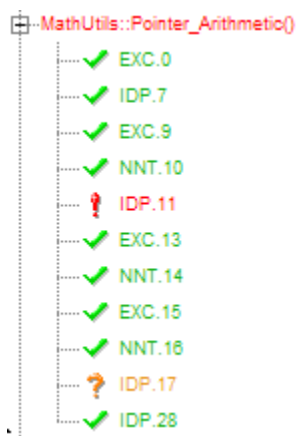 MathUtils::Pointer_Arithmetic()
EXC.0
IDP.7
EXC.9
NNT.10
IDP.11
EXC.13
NNT.14
EXC.15
NNT.16
IDP.17
IDP.28